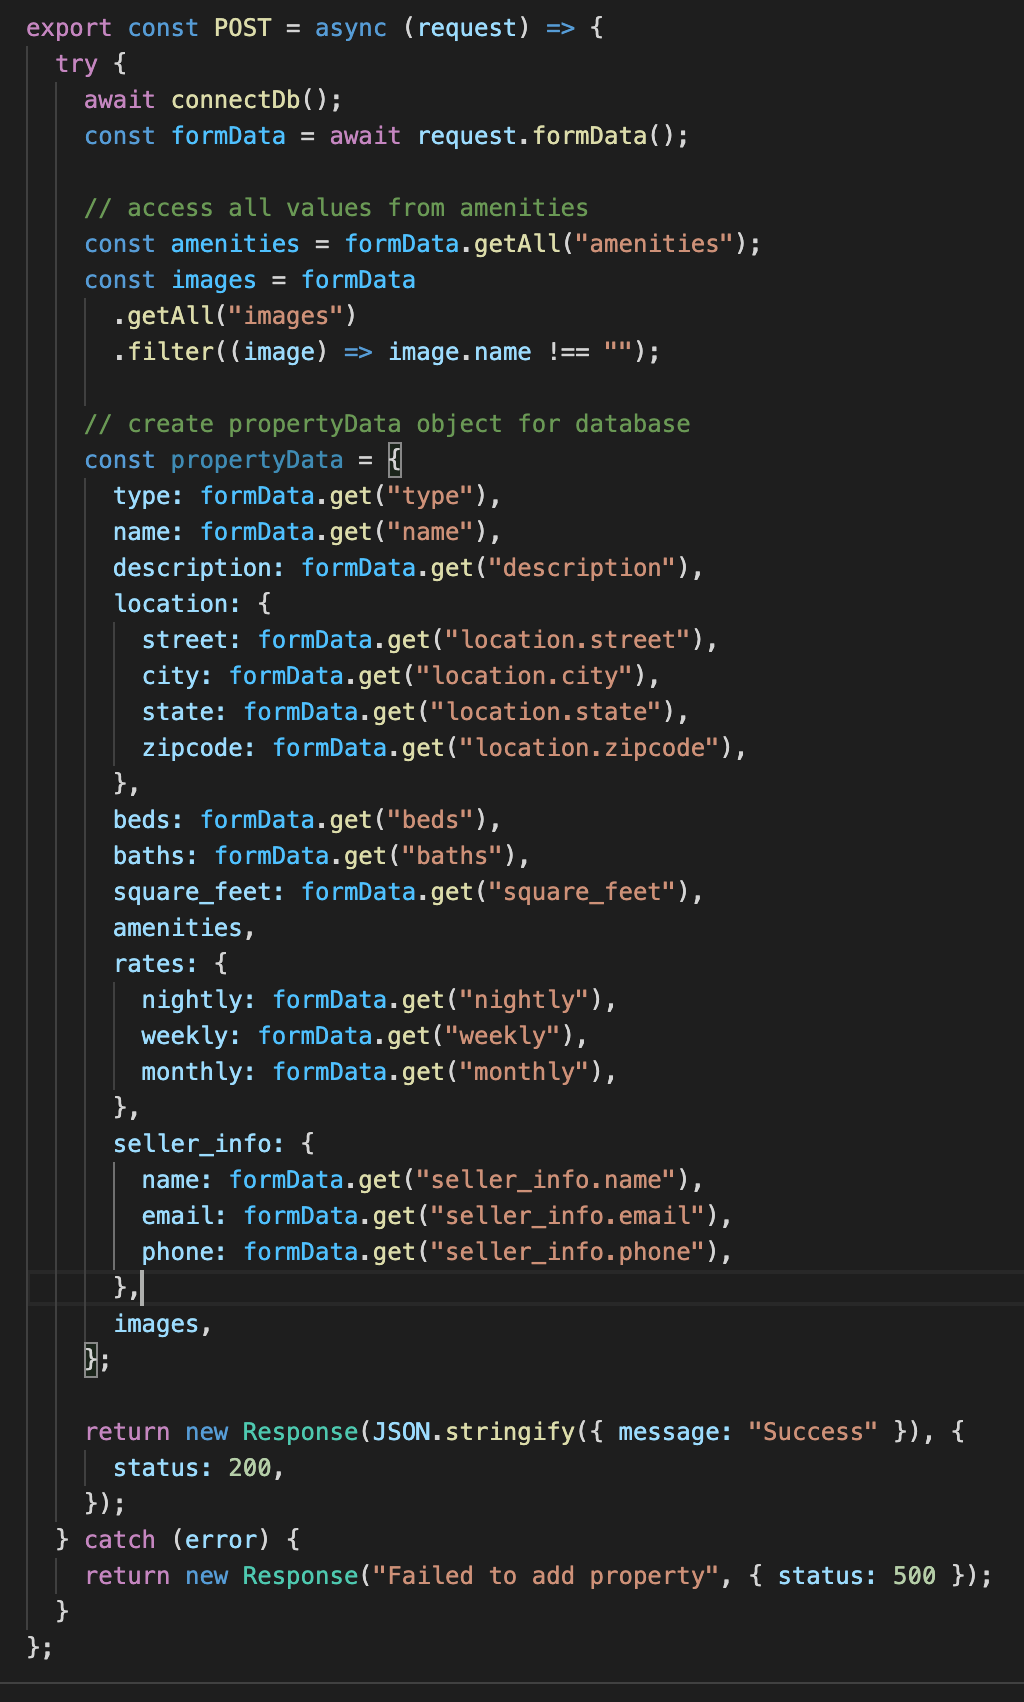 export const POST = async (request) => {
  try {
    await connectDb();
    const formData = await request.formData();

    // access all values from amenities
    const amenities = formData.getAll("amenities");
    const images = formData
      .getAll("images")
      .filter((image) => image.name !== "");

    // create propertyData object for database
    const propertyData = {
      type: formData.get("type"),
      name: formData.get("name"),
      description: formData.get("description"),
      location: {
        street: formData.get("location.street"),
        city: formData.get("location.city"),
        state: formData.get("location.state"),
        zipcode: formData.get("location.zipcode"),
      },
      beds: formData.get("beds"),
      baths: formData.get("baths"),
      square_feet: formData.get("square_feet"),
      amenities,
      rates: {
        nightly: formData.get("nightly"),
        weekly: formData.get("weekly"),
        monthly: formData.get("monthly"),
      },
      seller_info: {
        name: formData.get("seller_info.name"),
        email: formData.get("seller_info.email"),
        phone: formData.get("seller_info.phone"),
      },
      images,
    };

    return new Response(JSON.stringify({ message: "Success" }), {
      status: 200,
    });
  } catch (error) {
    return new Response("Failed to add property", { status: 500 });
  }
};